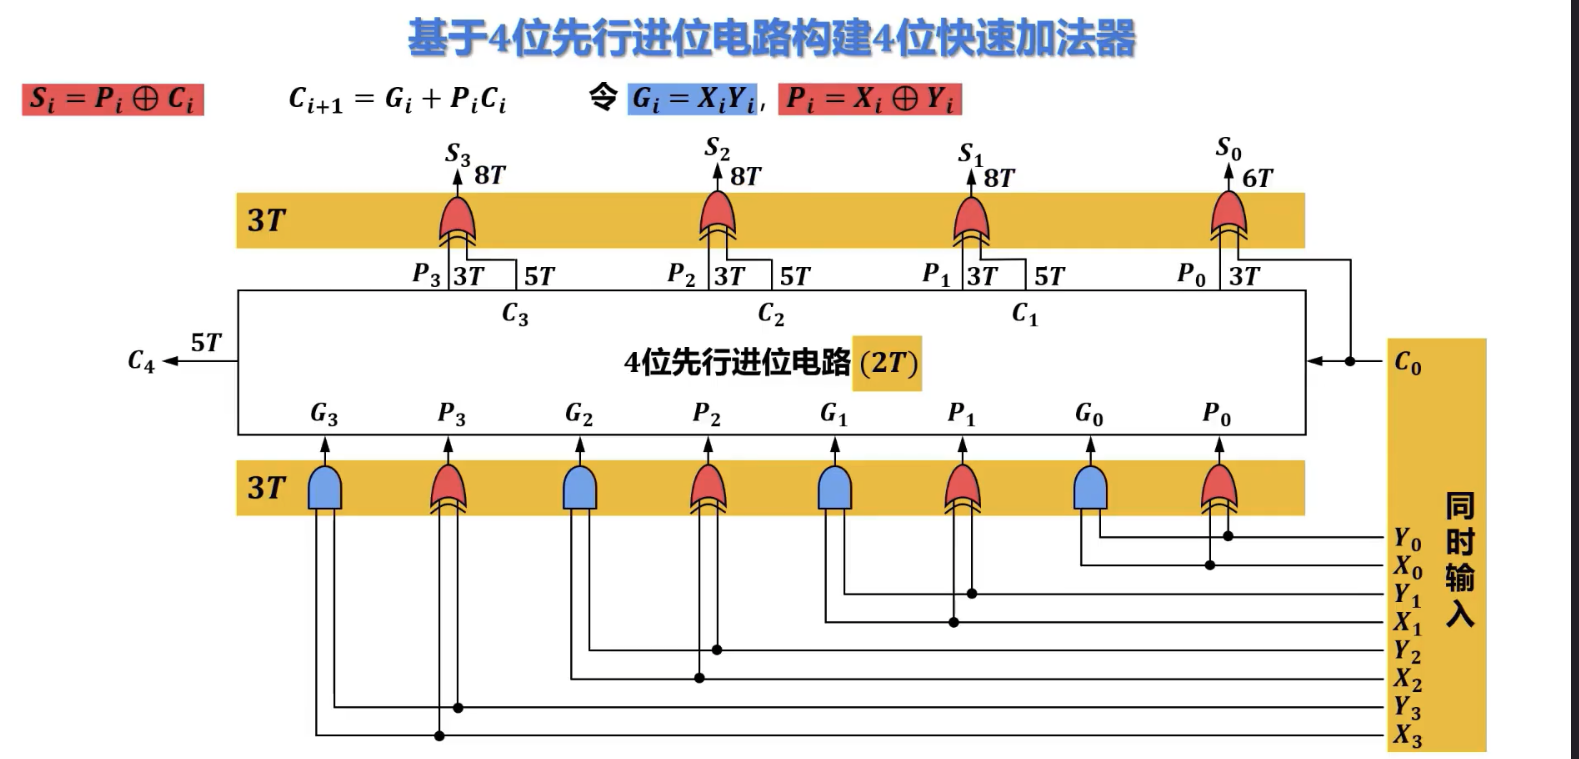 基于4位先行进位电路构建4位快速加法器
S_i = P_i ⊕ C_i C_{i+1} = G_i + P_iC_i 令 G_i = X_iY_i, P_i = X_i ⊕ Y_i
S_3 S_2 S_1 S_0
8T 8T 8T 6T
3T
P_3 3T 5T P_2 3T 5T P_1 3T 5T P_0 3T
C_3 C_2 C_1
C_4 5T 4位先行进位电路 (2T) C_0
G_3 P_3 G_2 P_2 G_1 P_1 G_0 P_0
3T
Y_0
X_0
Y_1
X_1
Y_2
X_2
Y_3
X_3
同时输入